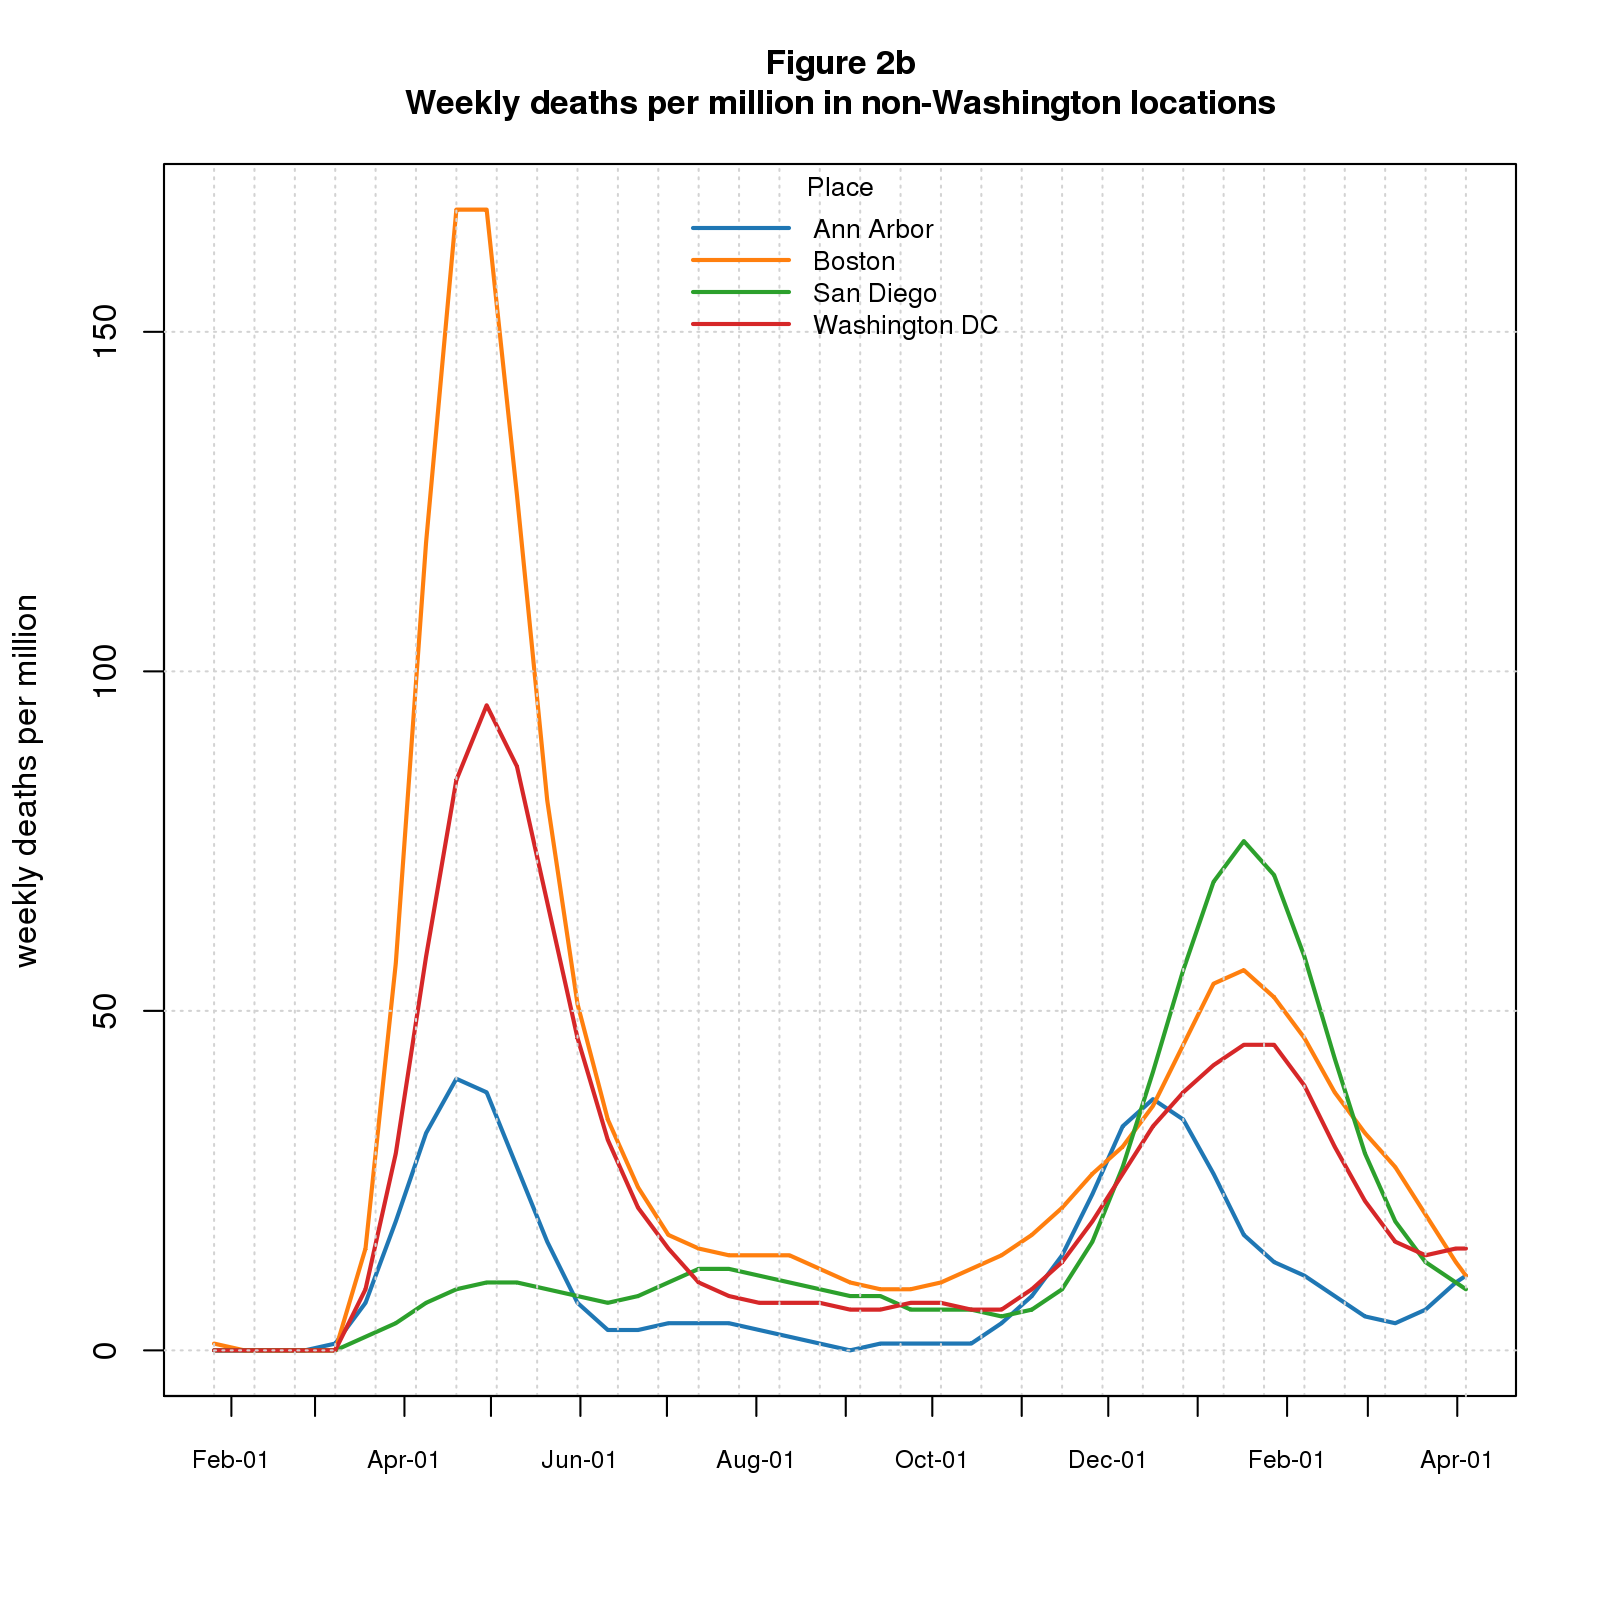 Figure 2b
Weekly deaths per million in non-Washington locations
Place
Ann Arbor
Boston
San Diego
Washington DC
weekly deaths per million
150
100
50
0
Feb-01 Apr-01 Jun-01 Aug-01 Oct-01 Dec-01 Feb-01 Apr-01